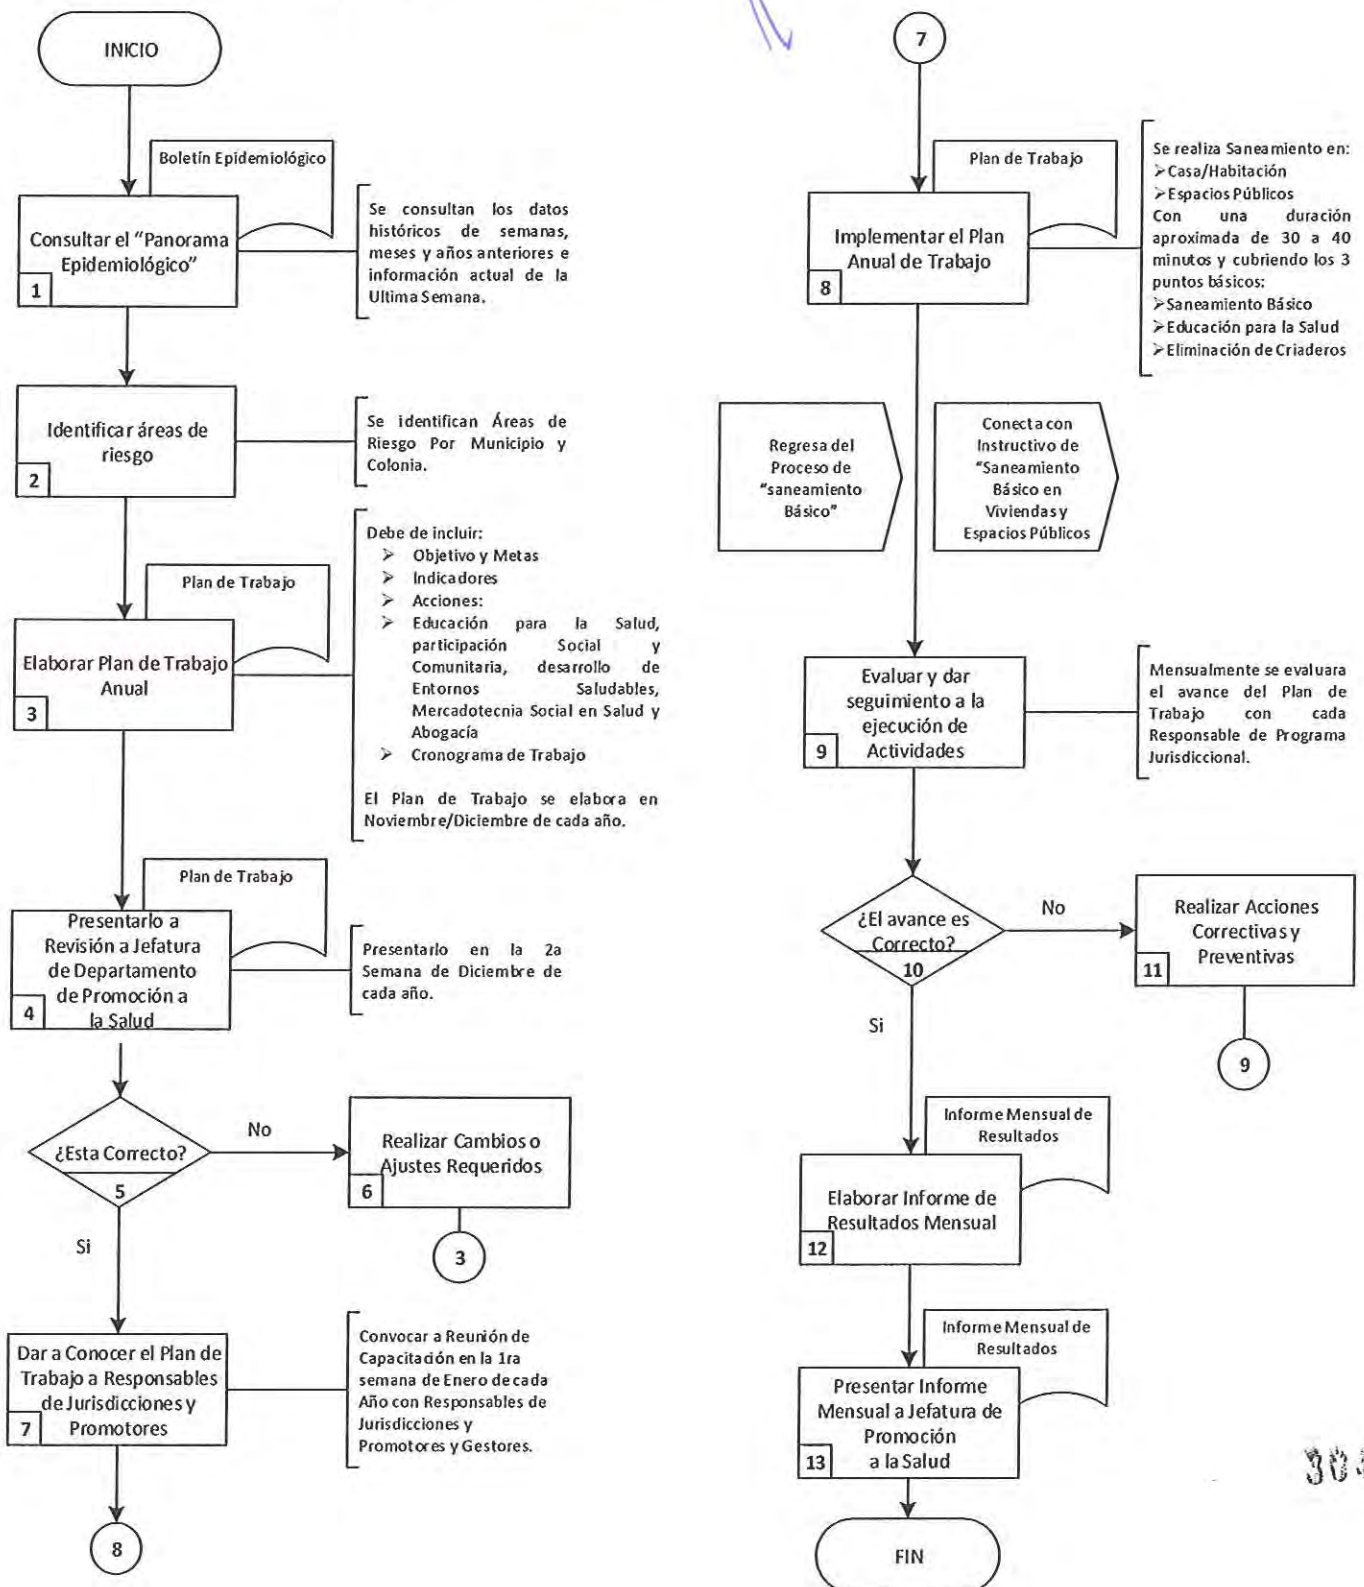 INICIO
Boletín Epidemiológico
Consultar el "Panorama
Epidemiológico"
1
Se consultan los datos
históricos de semanas,
meses y años anteriores e
información actual de la
Ultima Semana.
Identificar áreas de
riesgo
2
Se identifican Áreas de
Riesgo Por Municipio y
Colonia.
Plan de Trabajo
Elaborar Plan de Trabajo
Anual
3
Debe de incluir:
➢ Objetivo y Metas
➢ Indicadores
➢ Acciones:
➢ Educación para la Salud,
participación Social y
Comunitaria, desarrollo de
Entornos Saludables,
Mercadotecnia Social en Salud y
Abogacía
➢ Cronograma de Trabajo
El Plan de Trabajo se elabora en
Noviembre/Diciembre de cada año.
Plan de Trabajo
Presentarlo a
Revisión a Jefatura
de Departamento
de Promoción a
la Salud
4
Presentarlo en la 2a
Semana de Diciembre de
cada año.
¿Esta Correcto?
5
No
Realizar Cambios o
Ajustes Requeridos
6
3
Si
Dar a Conocer el Plan de
Trabajo a Responsables
de Jurisdicciones y
Promotores
7
Convocar a Reunión de
Capacitación en la 1ra
semana de Enero de cada
Año con Responsables de
Jurisdicciones y
Promotores y Gestores.
8
7
Plan de Trabajo
Implementar el Plan
Anual de Trabajo
8
Se realiza Saneamiento en:
➢Casa/Habitación
➢Espacios Públicos
Con una duración
aproximada de 30 a 40
minutos y cubriendo los 3
puntos básicos:
➢Saneamiento Básico
➢Educación para la Salud
➢Eliminación de Criaderos
Regresa del
Proceso de
"saneamiento
Básico"
Conecta con
Instructivo de
"Saneamiento
Básico en
Viviendas y
Espacios Públicos
Evaluar y dar
seguimiento a la
ejecución de
Actividades
9
Mensualmente se evaluara
el avance del Plan de
Trabajo con cada
Responsable de Programa
Jurisdiccional.
¿El avance es
Correcto?
10
No
Realizar Acciones
Correctivas y
Preventivas
11
9
Si
Informe Mensual de
Resultados
Elaborar Informe de
Resultados Mensual
12
Informe Mensual de
Resultados
Presentar Informe
Mensual a Jefatura de
Promoción
a la Salud
13
FIN